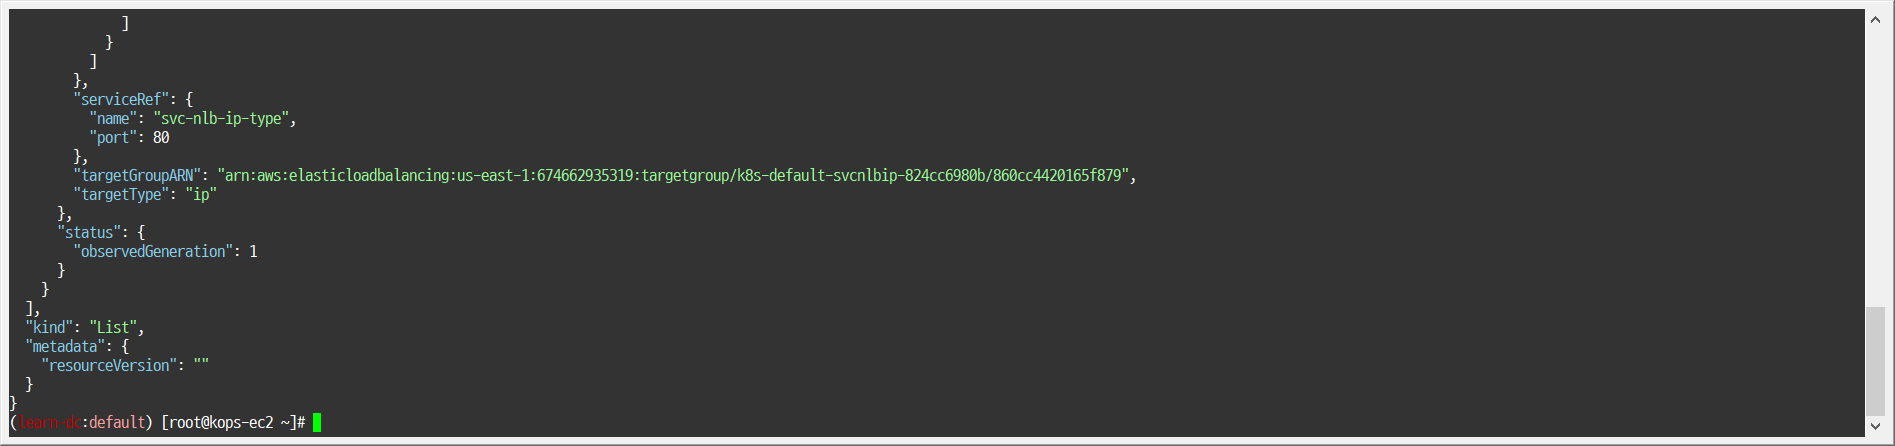 ]
}
]
},
"serviceRef": {
"name": "svc-nlb-ip-type",
"port": 80
},
"targetGroupARN": "arn:aws:elasticloadbalancing:us-east-1:674662935319:targetgroup/k8s-default-svcnlbip-824cc6980b/860cc4420165f879",
"targetType": "ip"
},
"status": {
"observedGeneration": 1
}
}
],
"kind": "List",
"metadata": {
"resourceVersion": ""
}
}
(learn-dc:default) [root@kops-ec2 ~]#